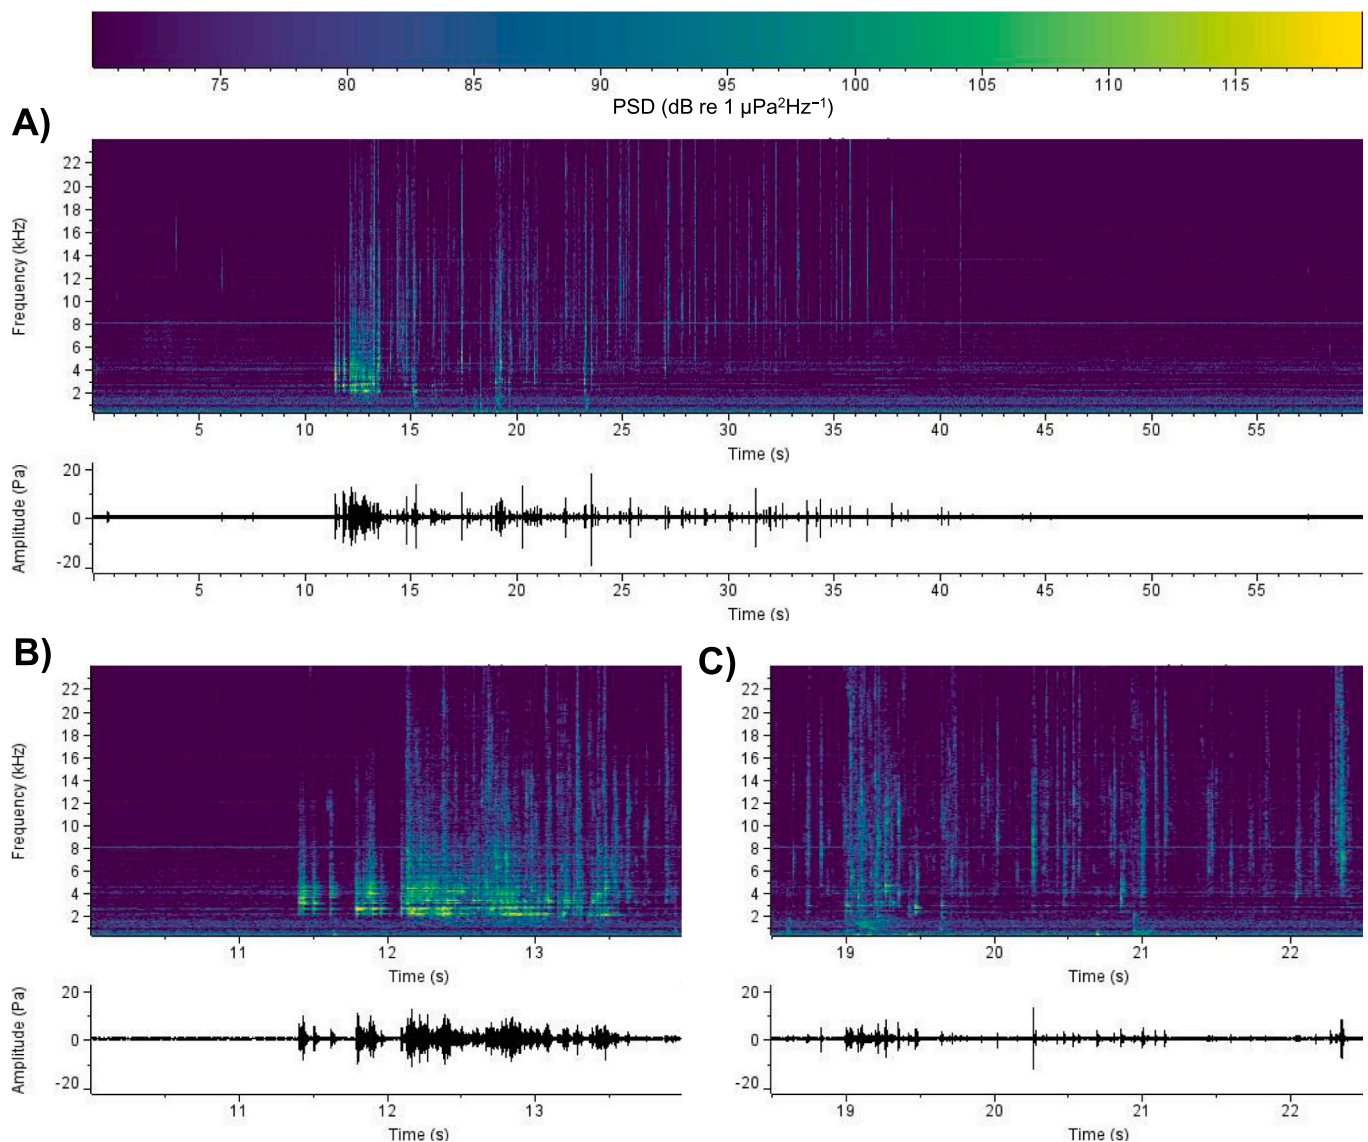 75 80 85 90 95 100 105 110 115
PSD (dB re 1 µPa²Hz⁻¹)
A)
Frequency (kHz)
22
20
18
16
14
12
10
8
6
4
2
5 10 15 20 25 30 35 40 45 50 55
Time (s)
Amplitude (Pa)
20
0
-20
5 10 15 20 25 30 35 40 45 50 55
Time (s)
B)
Frequency (kHz)
22
20
18
16
14
12
10
8
6
4
2
11 12 13
Time (s)
Amplitude (Pa)
20
0
-20
11 12 13
Time (s)
C)
22
20
18
16
14
12
10
8
6
4
2
19 20 21 22
Time (s)
20
0
-20
19 20 21 22
Time (s)